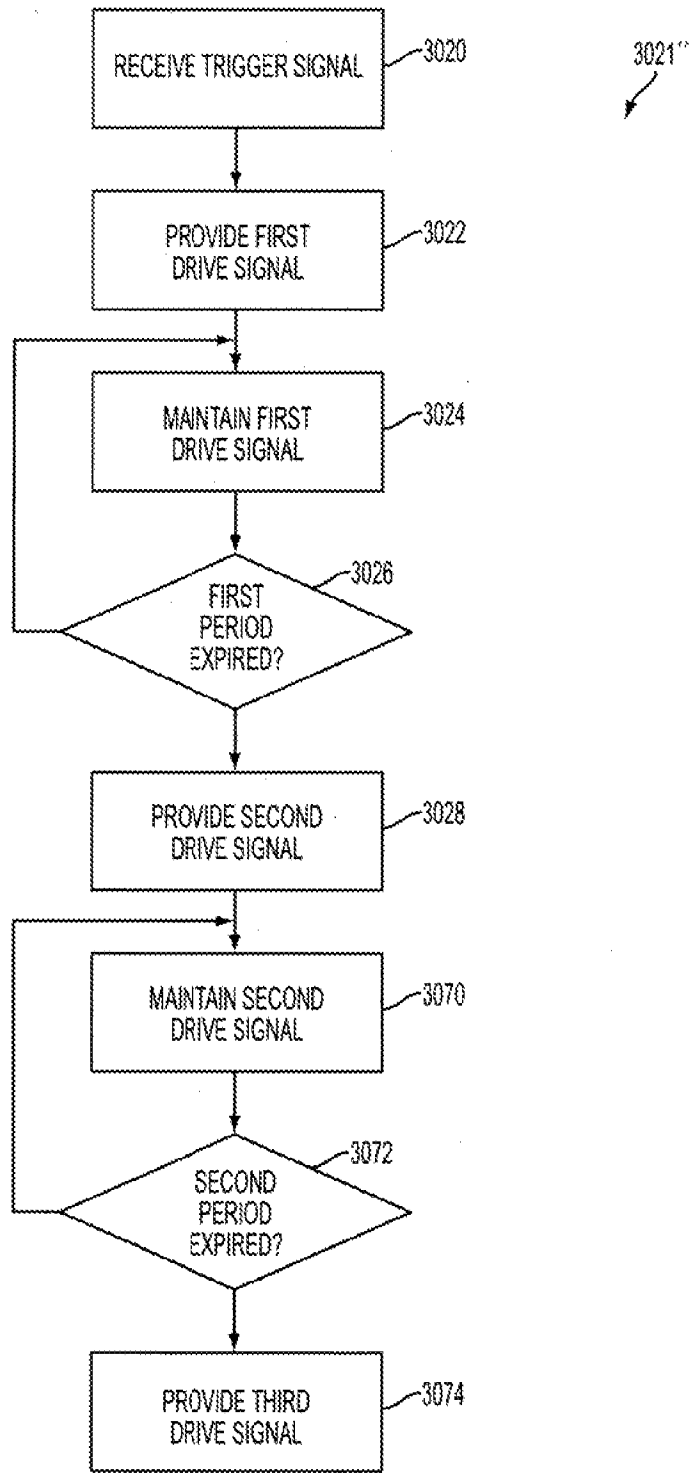 RECEIVE TRIGGER SIGNAL
3020
3021"
PROVIDE FIRST
DRIVE SIGNAL
3022
MAINTAIN FIRST
DRIVE SIGNAL
3024
FIRST
PERIOD
EXPIRED?
3026
PROVIDE SECOND
DRIVE SIGNAL
3028
MAINTAIN SECOND
DRIVE SIGNAL
3070
SECOND
PERIOD
EXPIRED?
3072
PROVIDE THIRD
DRIVE SIGNAL
3074